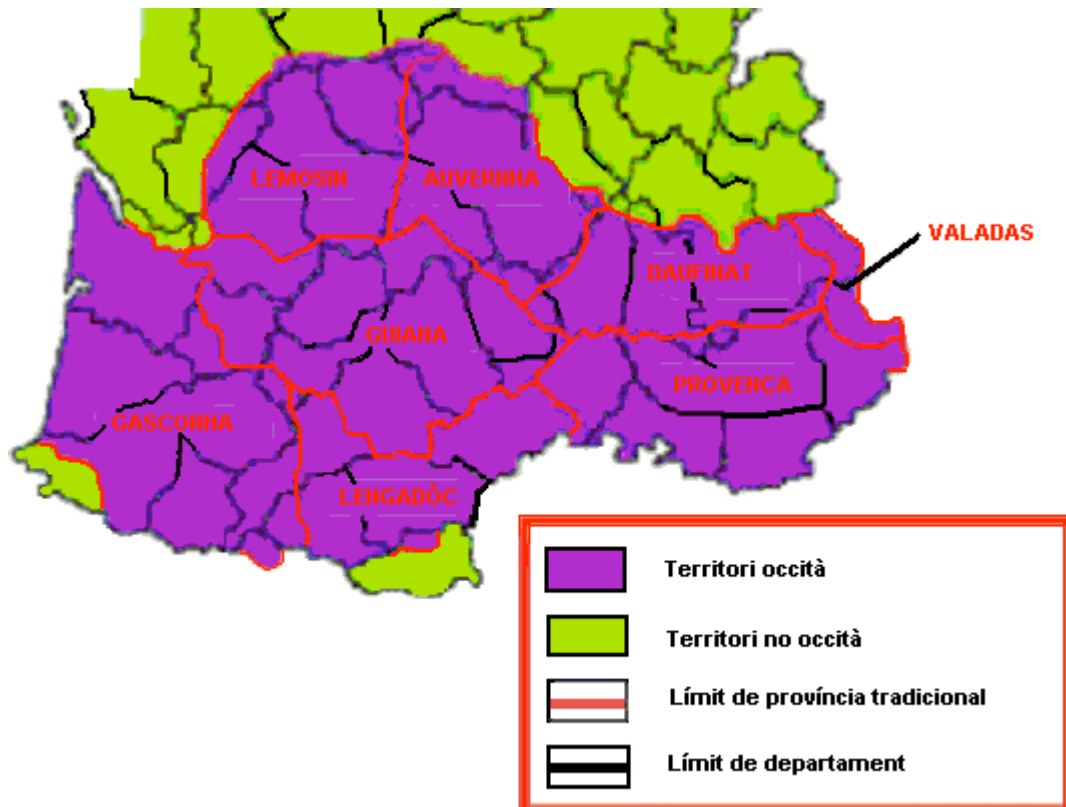 LEMOSIN
AUVERNHA
VALADAS
DAUFINAT
GUIANA
PROVENÇA
GASCONHA
LENGADÒC
Territori occità
Territori no occità
Límit de província tradicional
Límit de departament